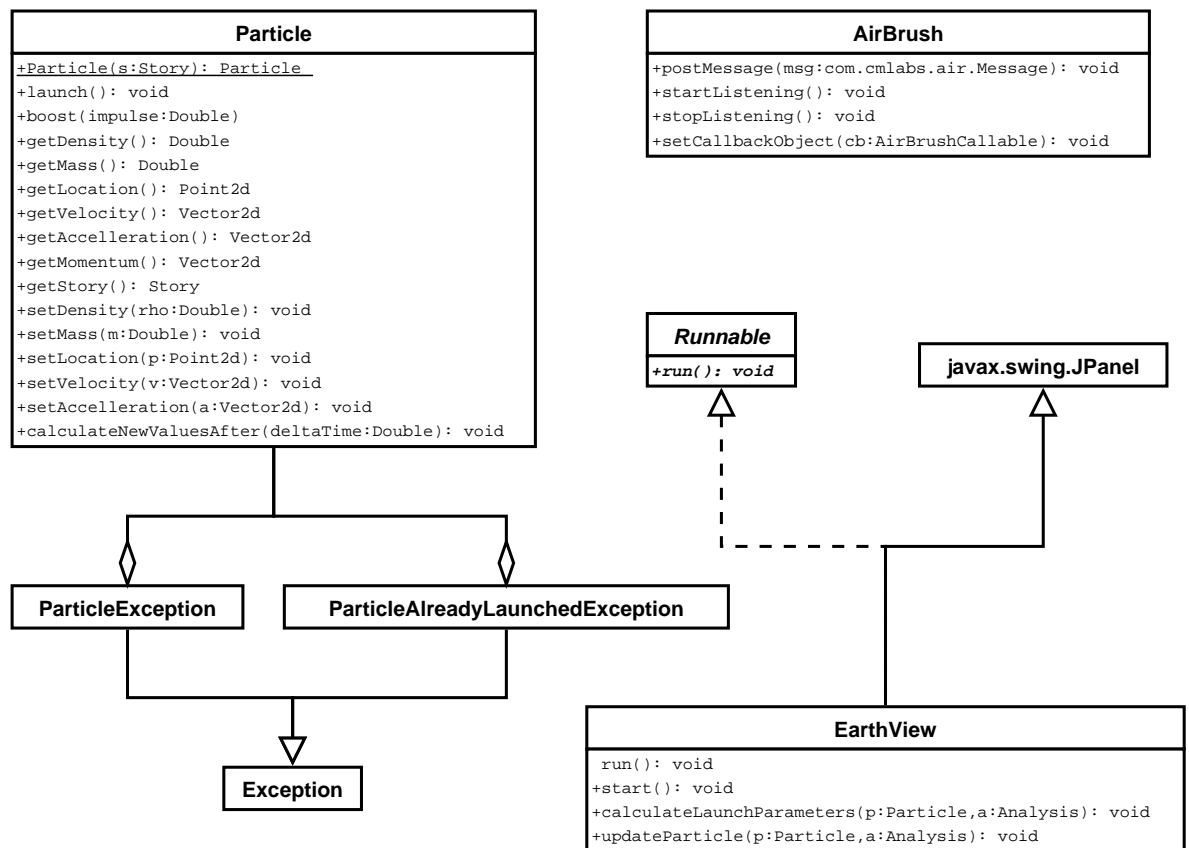 Particle
+Particle(s:Story): Particle
+launch(): void
+boost(impulse:Double)
+getDensity(): Double
+getMass(): Double
+getLocation(): Point2d
+getVelocity(): Vector2d
+getAccelleration(): Vector2d
+getMomentum(): Vector2d
+getStory(): Story
+setDensity(rho:Double): void
+setMass(m:Double): void
+setLocation(p:Point2d): void
+setVelocity(v:Vector2d): void
+setAccelleration(a:Vector2d): void
+calculateNewValuesAfter(deltaTime:Double): void
AirBrush
+postMessage(msg:com.cmlabs.air.Message): void
+startListening(): void
+stopListening(): void
+setCallbackObject(cb:AirBrushCallable): void
Runnable
+run(): void
javax.swing.JPanel
ParticleException
ParticleAlreadyLaunchedException
Exception
EarthView
run(): void
+start(): void
+calculateLaunchParameters(p:Particle,a:Analysis): void
+updateParticle(p:Particle,a:Analysis): void